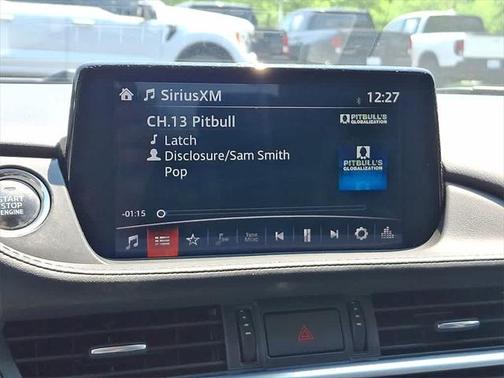 SiriusXM
12:27
CH.13 Pitbull
PITBULL'S
GLOBALIZATION
Latch
Disclosure/Sam Smith
Pop
PITBULL'S
GLOBALIZATION
-01:15
START
STOP
ENGINE
Tune